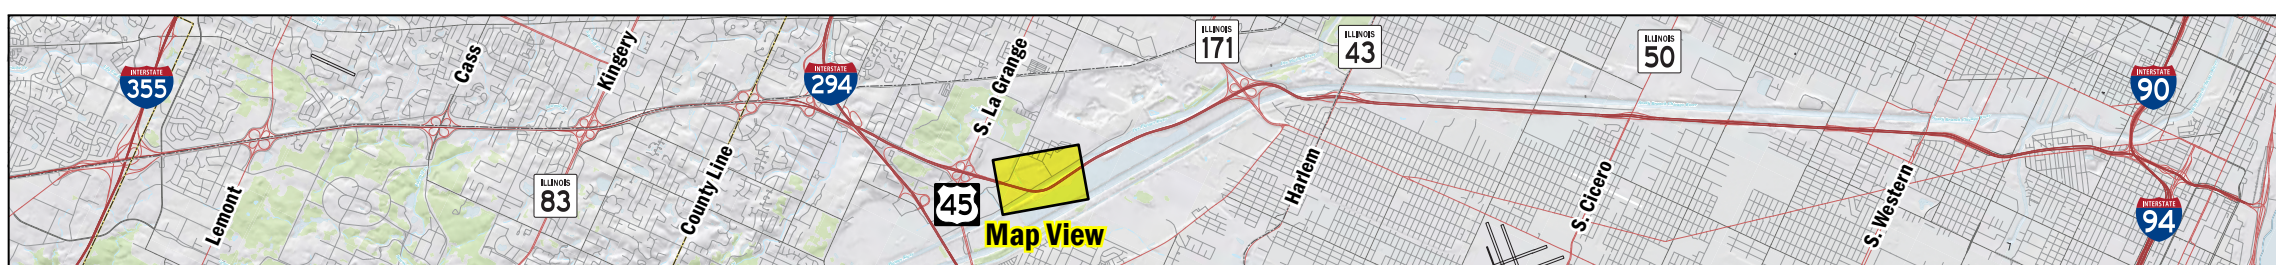 INTERSTATE
355
Lemont
Cass
ILLINOIS
83
Kingery
County Line
INTERSTATE
294
S. La Grange
45
Map View
ILLINOIS
171
Harlem
ILLINOIS
43
S. Cicero
ILLINOIS
50
S. Western
INTERSTATE
90
INTERSTATE
94